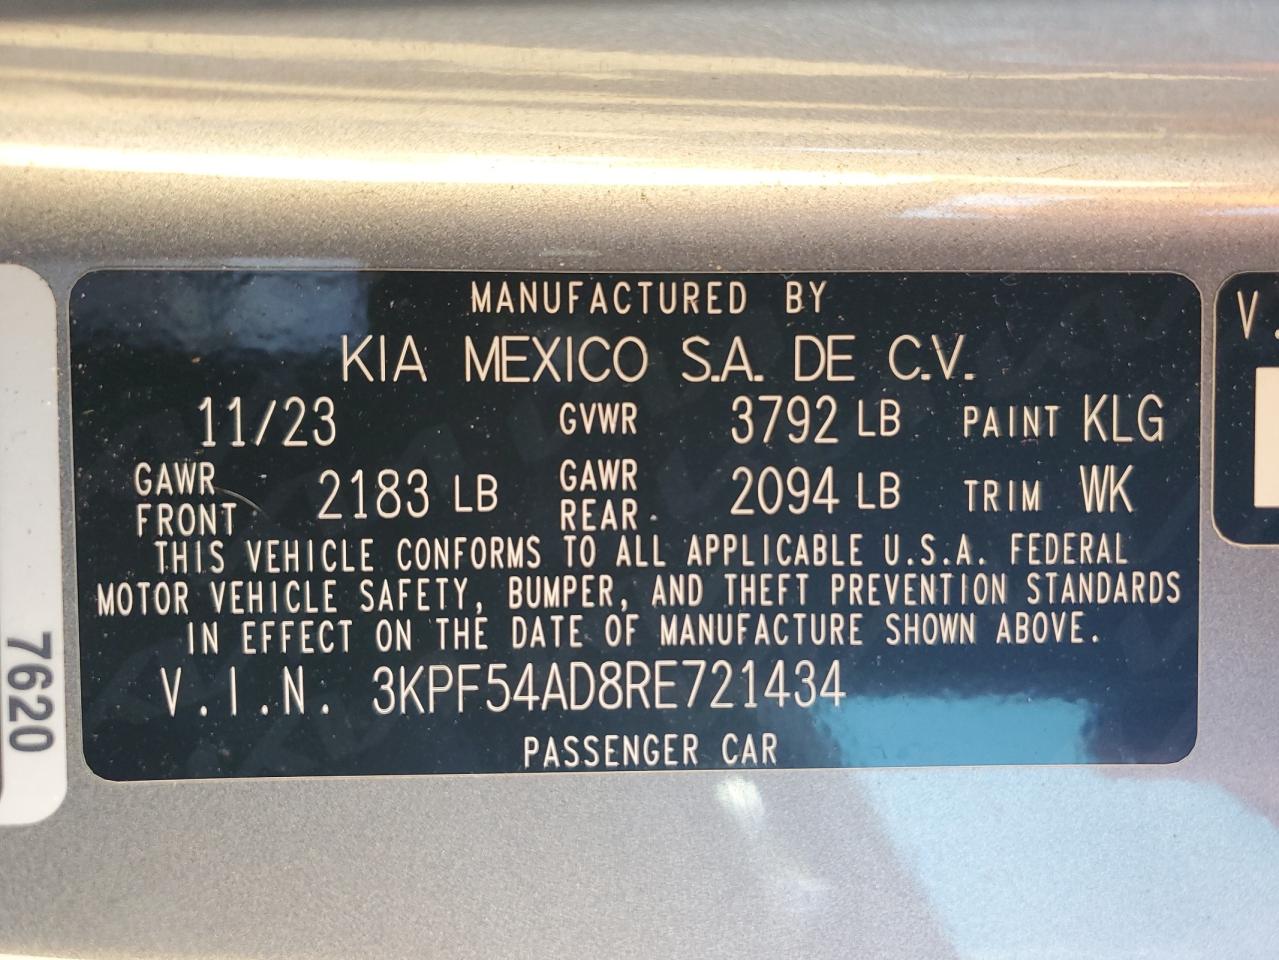 MANUFACTURED BY
KIA MEXICO S.A. DE C.V.
11/23 GVWR 3792 LB PAINT KLG
GAWR FRONT 2183 LB GAWR REAR 2094 LB TRIM WK
THIS VEHICLE CONFORMS TO ALL APPLICABLE U.S.A. FEDERAL
MOTOR VEHICLE SAFETY, BUMPER, AND THEFT PREVENTION STANDARDS
IN EFFECT ON THE DATE OF MANUFACTURE SHOWN ABOVE.
V.I.N. 3KPF54AD8RE721434
PASSENGER CAR
7620
V.